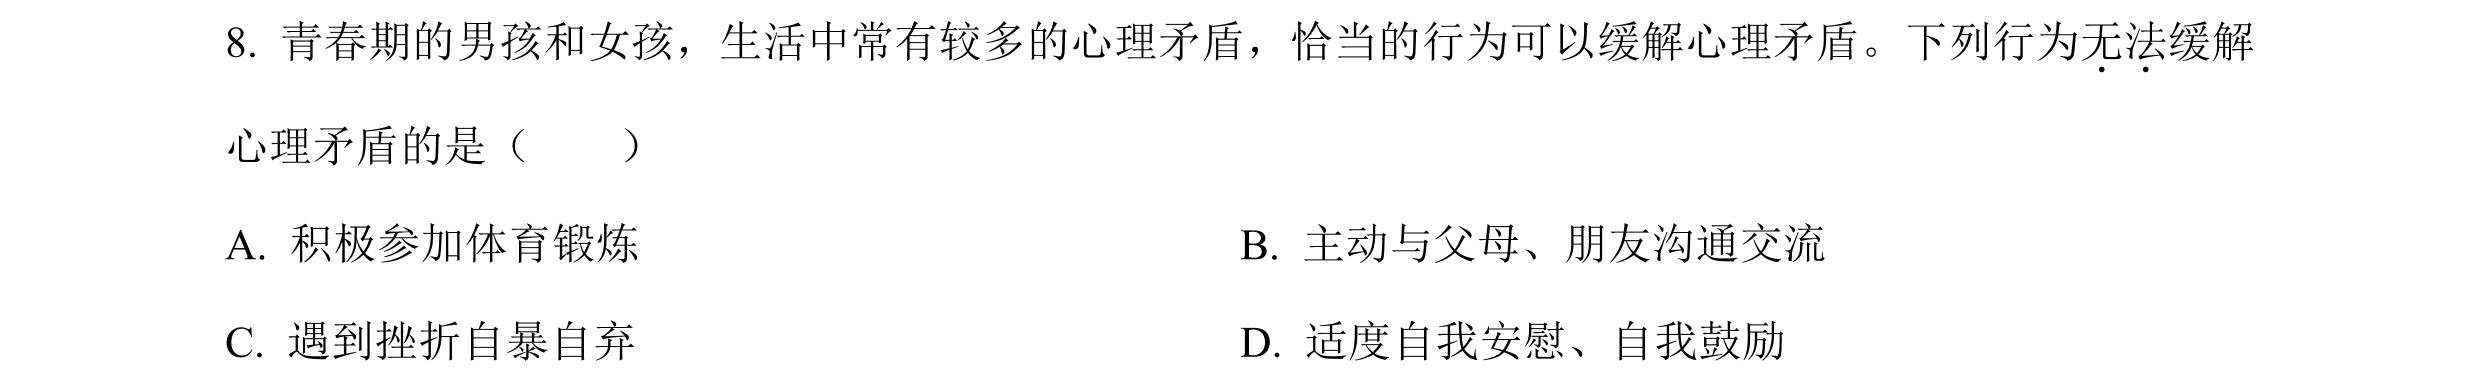 8. 青春期的男孩和女孩，生活中常有较多的心理矛盾，恰当的行为可以缓解心理矛盾。下列行为无法缓解
心理矛盾的是（　　）
A. 积极参加体育锻炼　　B. 主动与父母、朋友沟通交流
C. 遇到挫折自暴自弃　　D. 适度自我安慰、自我鼓励